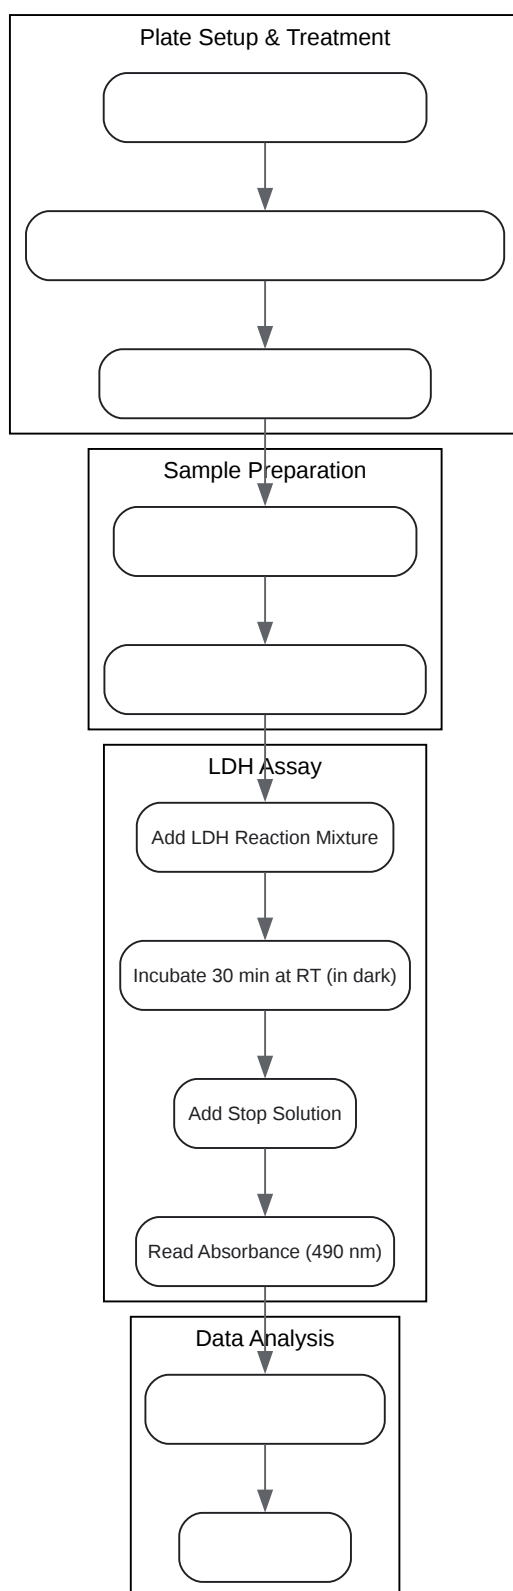 Plate Setup & Treatment
Sample Preparation
LDH Assay
Add LDH Reaction Mixture
Incubate 30 min at RT (in dark)
Add Stop Solution
Read Absorbance (490 nm)
Data Analysis